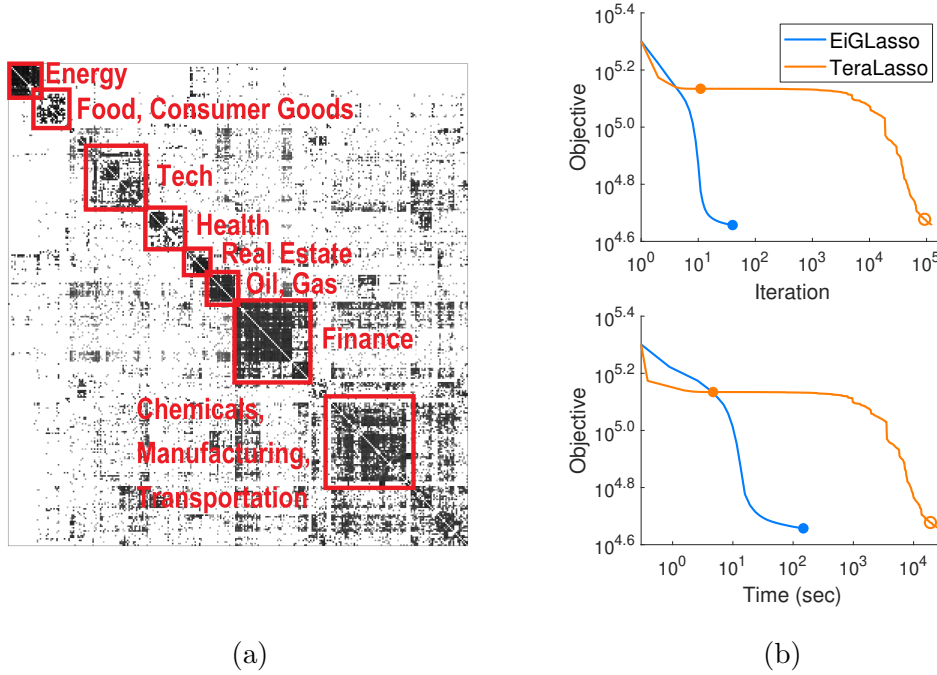 Energy
Food, Consumer Goods
Tech
Health
Real Estate
Oil, Gas
Finance
Chemicals,
Manufacturing,
Transportation
(a)
10^5.4
10^5.2
10^5.0
10^4.8
10^4.6
Objective
EiGLasso
TeraLasso
10^0 10^1 10^2 10^3 10^4 10^5
Iteration
10^5.4
10^5.2
10^5.0
10^4.8
10^4.6
Objective
10^0 10^1 10^2 10^3 10^4
Time (sec)
(b)